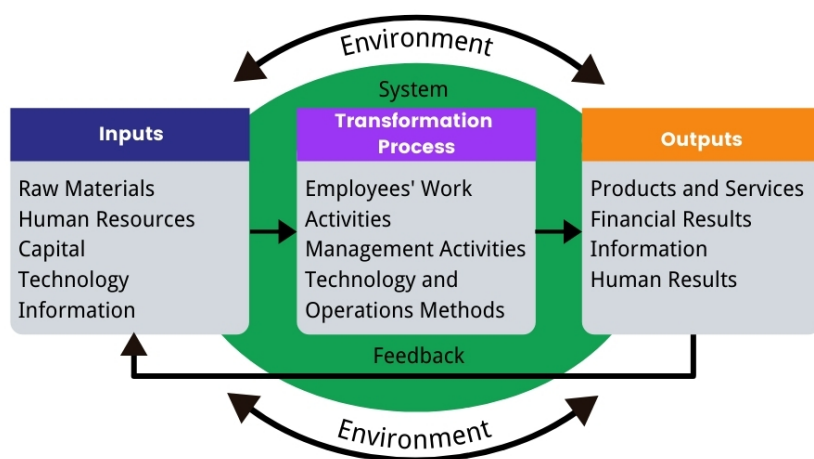 Environment
System
Inputs
Raw Materials
Human Resources
Capital
Technology
Information
Transformation
Process
Employees' Work
Activities
Management Activities
Technology and
Operations Methods
Outputs
Products and Services
Financial Results
Information
Human Results
Feedback
Environment